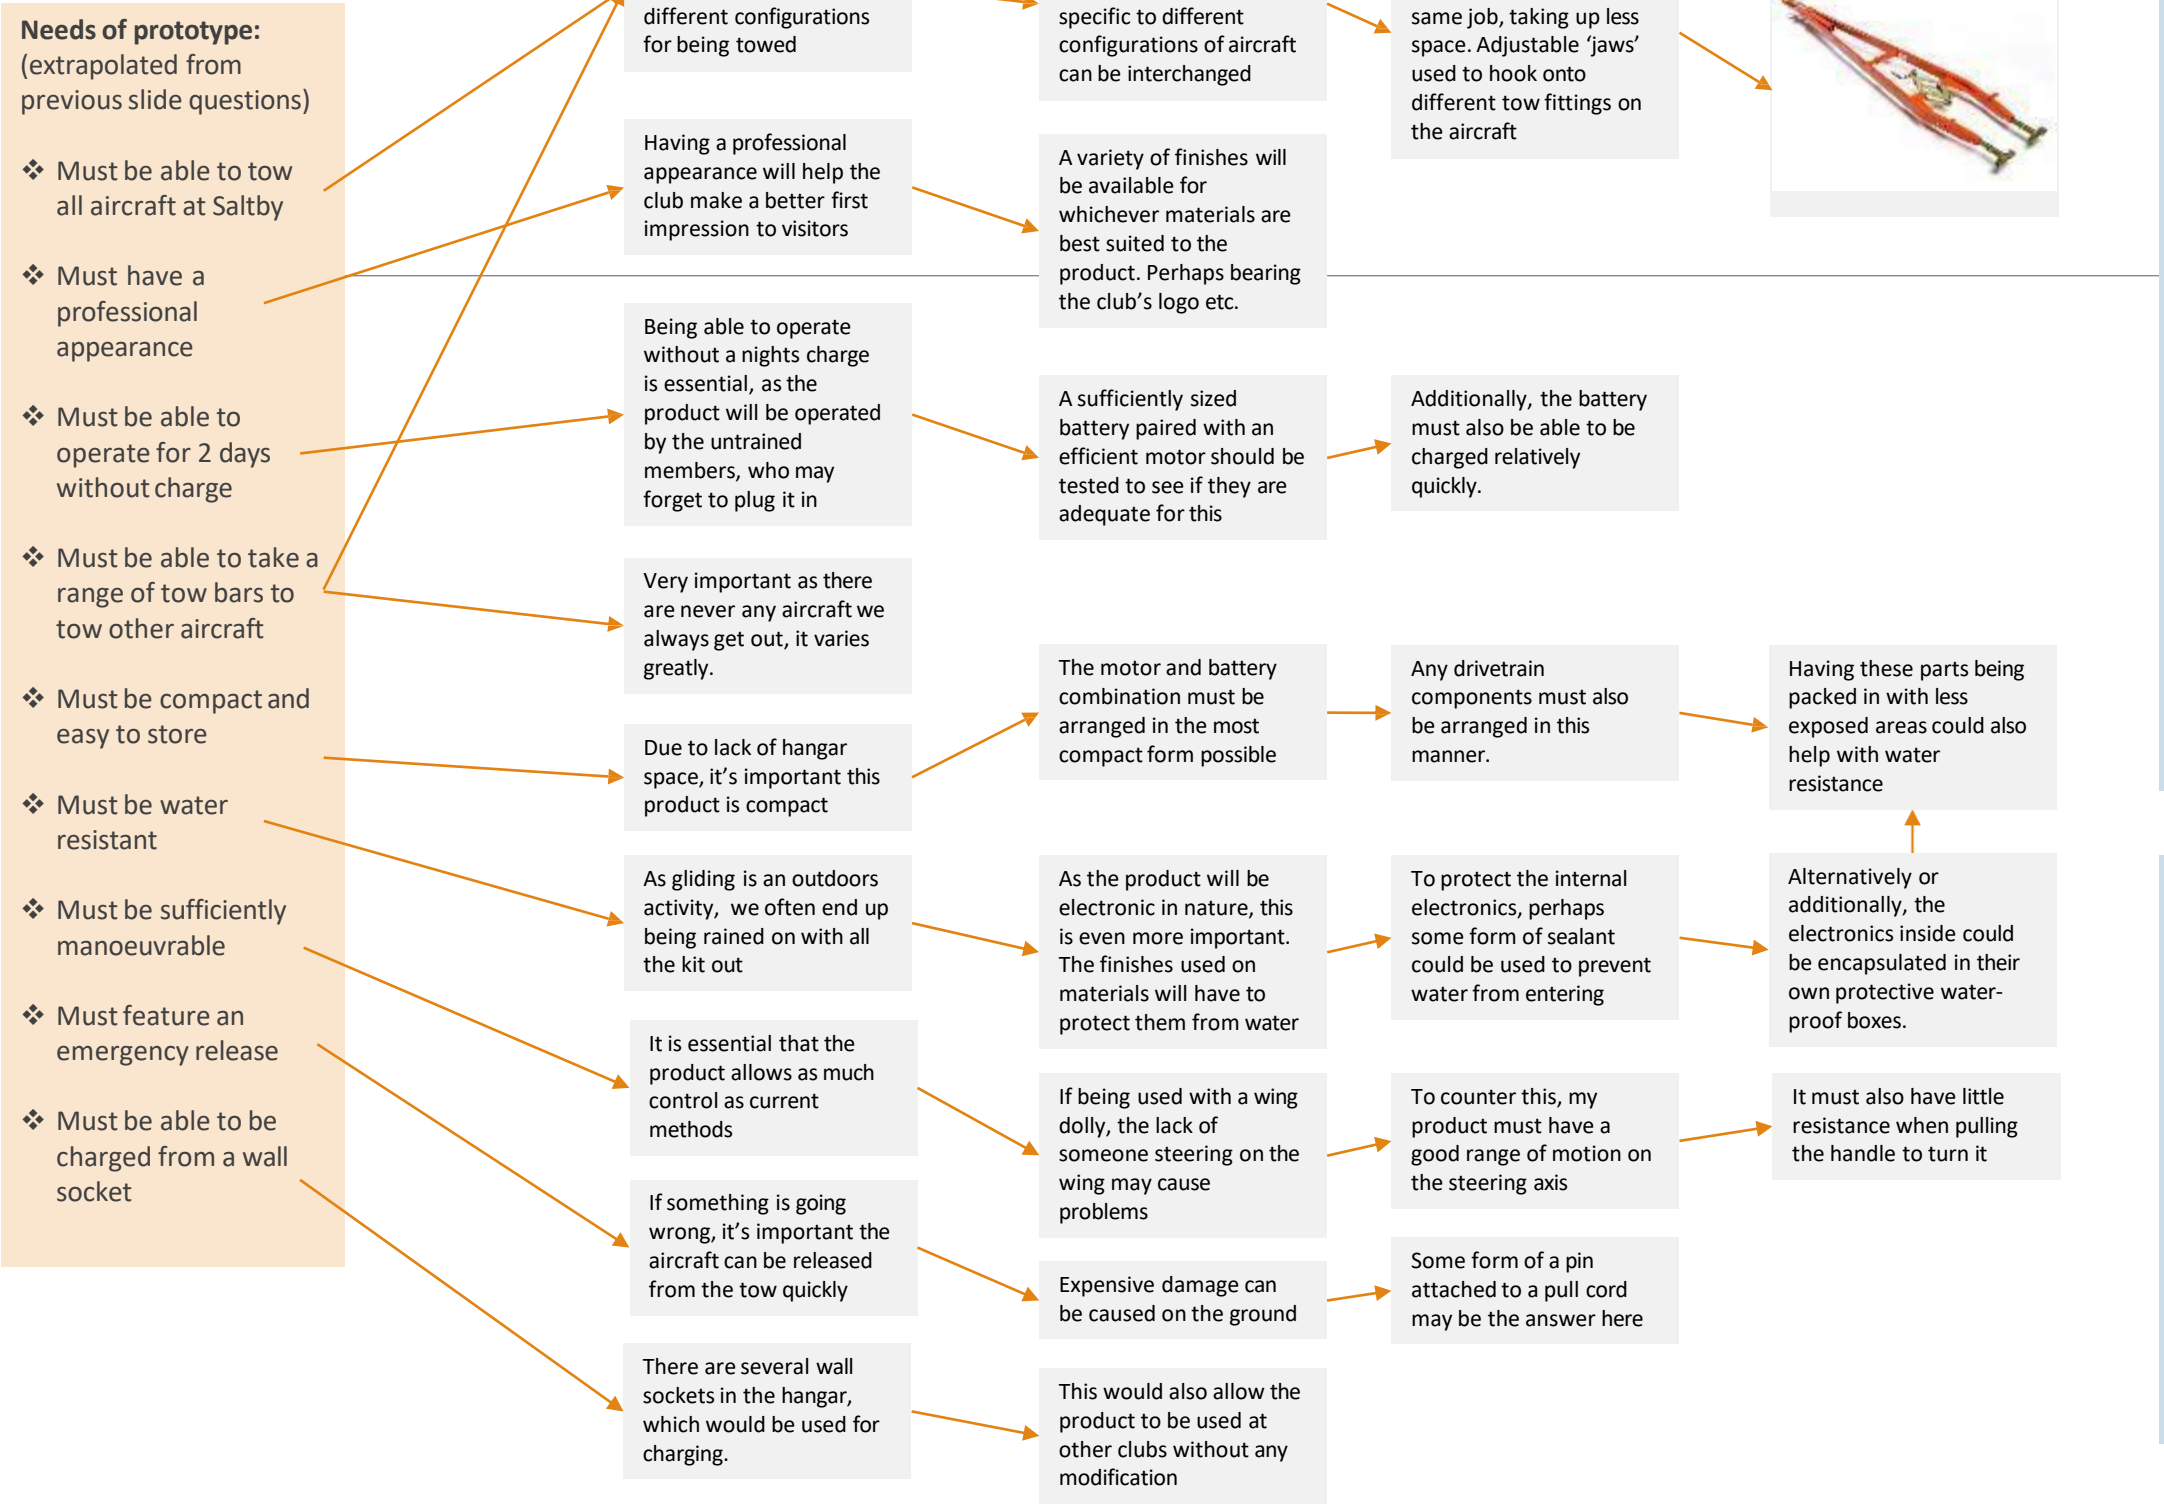 Needs of prototype:
(extrapolated from
previous slide questions)
❖ Must be able to tow
all aircraft at Saltby
❖ Must have a
professional
appearance
❖ Must be able to
operate for 2 days
without charge
❖ Must be able to take a
range of tow bars to
tow other aircraft
❖ Must be compact and
easy to store
❖ Must be water
resistant
❖ Must be sufficiently
manoeuvrable
❖ Must feature an
emergency release
❖ Must be able to be
charged from a wall
socket
different configurations
for being towed
specific to different
configurations of aircraft
can be interchanged
same job, taking up less
space. Adjustable ‘jaws’
used to hook onto
different tow fittings on
the aircraft
Having a professional
appearance will help the
club make a better first
impression to visitors
A variety of finishes will
be available for
whichever materials are
best suited to the
product. Perhaps bearing
the club’s logo etc.
Being able to operate
without a nights charge
is essential, as the
product will be operated
by the untrained
members, who may
forget to plug it in
A sufficiently sized
battery paired with an
efficient motor should be
tested to see if they are
adequate for this
Additionally, the battery
must also be able to be
charged relatively
quickly.
Very important as there
are never any aircraft we
always get out, it varies
greatly.
Due to lack of hangar
space, it’s important this
product is compact
The motor and battery
combination must be
arranged in the most
compact form possible
Any drivetrain
components must also
be arranged in this
manner.
Having these parts being
packed in with less
exposed areas could also
help with water
resistance
As gliding is an outdoors
activity, we often end up
being rained on with all
the kit out
As the product will be
electronic in nature, this
is even more important.
The finishes used on
materials will have to
protect them from water
To protect the internal
electronics, perhaps
some form of sealant
could be used to prevent
water from entering
Alternatively or
additionally, the
electronics inside could
be encapsulated in their
own protective water-
proof boxes.
It is essential that the
product allows as much
control as current
methods
If being used with a wing
dolly, the lack of
someone steering on the
wing may cause
problems
To counter this, my
product must have a
good range of motion on
the steering axis
It must also have little
resistance when pulling
the handle to turn it
If something is going
wrong, it’s important the
aircraft can be released
from the tow quickly
Expensive damage can
be caused on the ground
Some form of a pin
attached to a pull cord
may be the answer here
There are several wall
sockets in the hangar,
which would be used for
charging.
This would also allow the
product to be used at
other clubs without any
modification